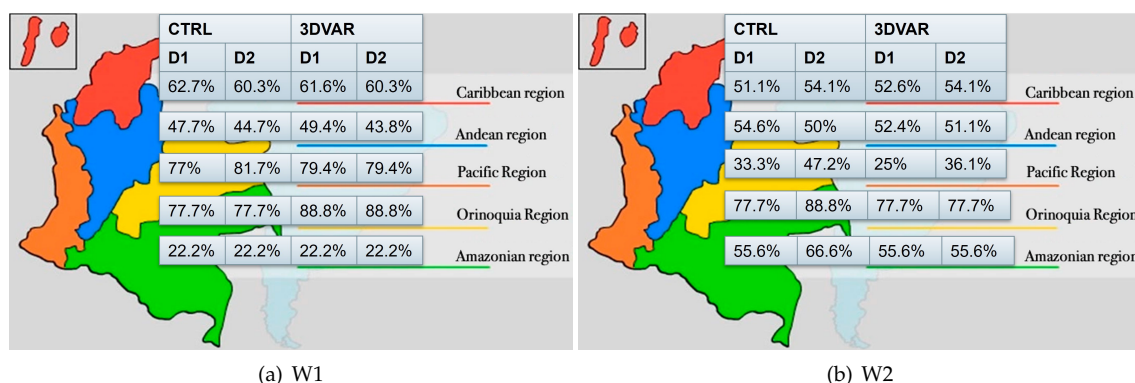 CTRL 3DVAR
D1 D2 D1 D2
62.7% 60.3% 61.6% 60.3% Caribbean region
47.7% 44.7% 49.4% 43.8% Andean region
77% 81.7% 79.4% 79.4% Pacific Region
77.7% 77.7% 88.8% 88.8% Orinoquia Region
22.2% 22.2% 22.2% 22.2% Amazonian region
(a) W1
CTRL 3DVAR
D1 D2 D1 D2
51.1% 54.1% 52.6% 54.1% Caribbean region
54.6% 50% 52.4% 51.1% Andean region
33.3% 47.2% 25% 36.1% Pacific Region
77.7% 88.8% 77.7% 77.7% Orinoquia Region
55.6% 66.6% 55.6% 55.6% Amazonian region
(b) W2